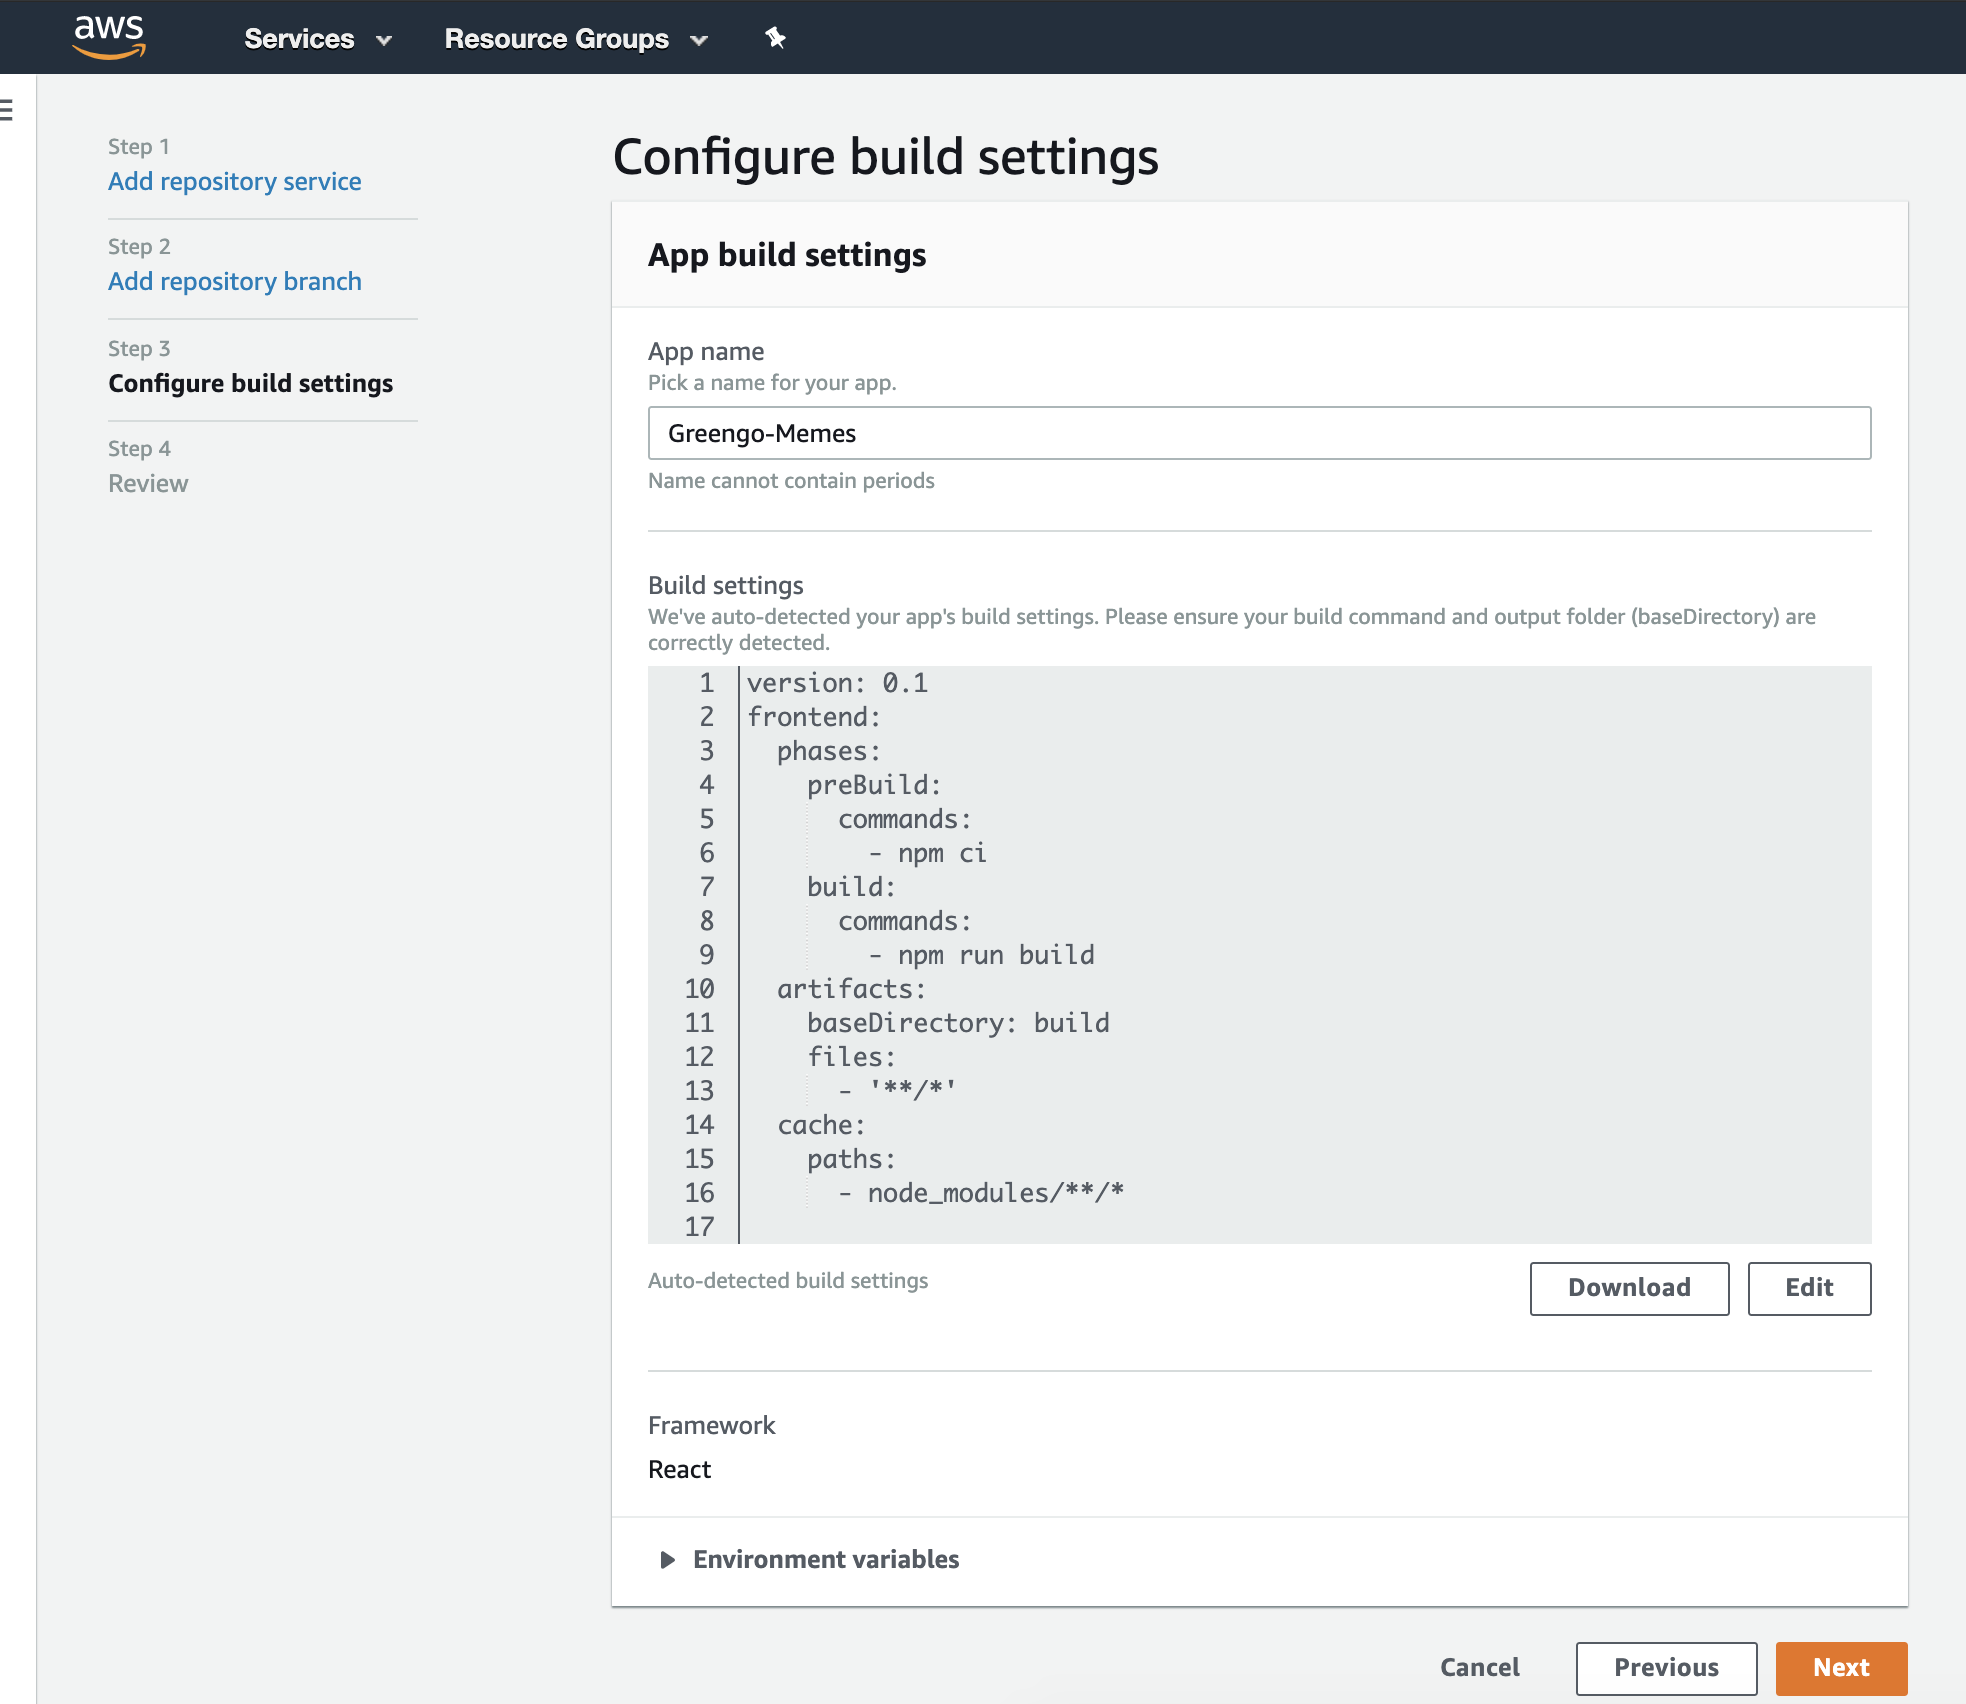 aws
Services
Resource Groups
Step 1
Add repository service
Step 2
Add repository branch
Step 3
Configure build settings
Step 4
Review
Configure build settings
App build settings
App name
Pick a name for your app.
Greengo-Memes
Name cannot contain periods
Build settings
We've auto-detected your app's build settings. Please ensure your build command and output folder (baseDirectory) are
correctly detected.
1 version: 0.1
2 frontend:
3   phases:
4     preBuild:
5       commands:
6         - npm ci
7     build:
8       commands:
9         - npm run build
10   artifacts:
11     baseDirectory: build
12     files:
13       - '**/*'
14   cache:
15     paths:
16       - node_modules/**/*
17
Auto-detected build settings
Download
Edit
Framework
React
Environment variables
Cancel
Previous
Next